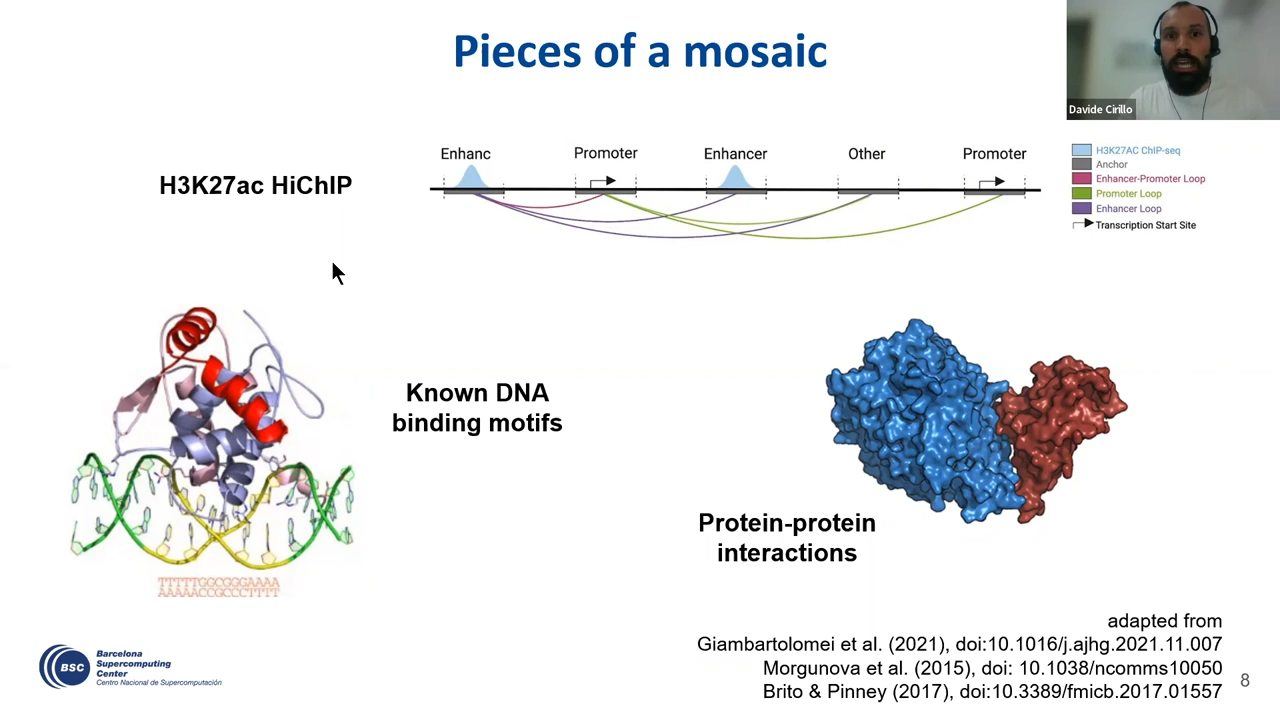 Pieces of a mosaic
Davide Cirillo
H3K27ac HiChIP
Enhanc
Promoter
Enhancer
Other
Promoter
H3K27AC ChIP-seq
Anchor
Enhancer-Promoter Loop
Promoter Loop
Enhancer Loop
Transcription Start Site
Known DNA
binding motifs
Protein-protein
interactions
TTTTTGGCGGGAAAA
AAAAACCGCCCTTTT
adapted from
Giambartolomei et al. (2021), doi:10.1016/j.ajhg.2021.11.007
Morgunova et al. (2015), doi: 10.1038/ncomms10050
Brito & Pinney (2017), doi:10.3389/fmicb.2017.01557
BSC
Barcelona
Supercomputing
Center
Centro Nacional de Supercomputación
8